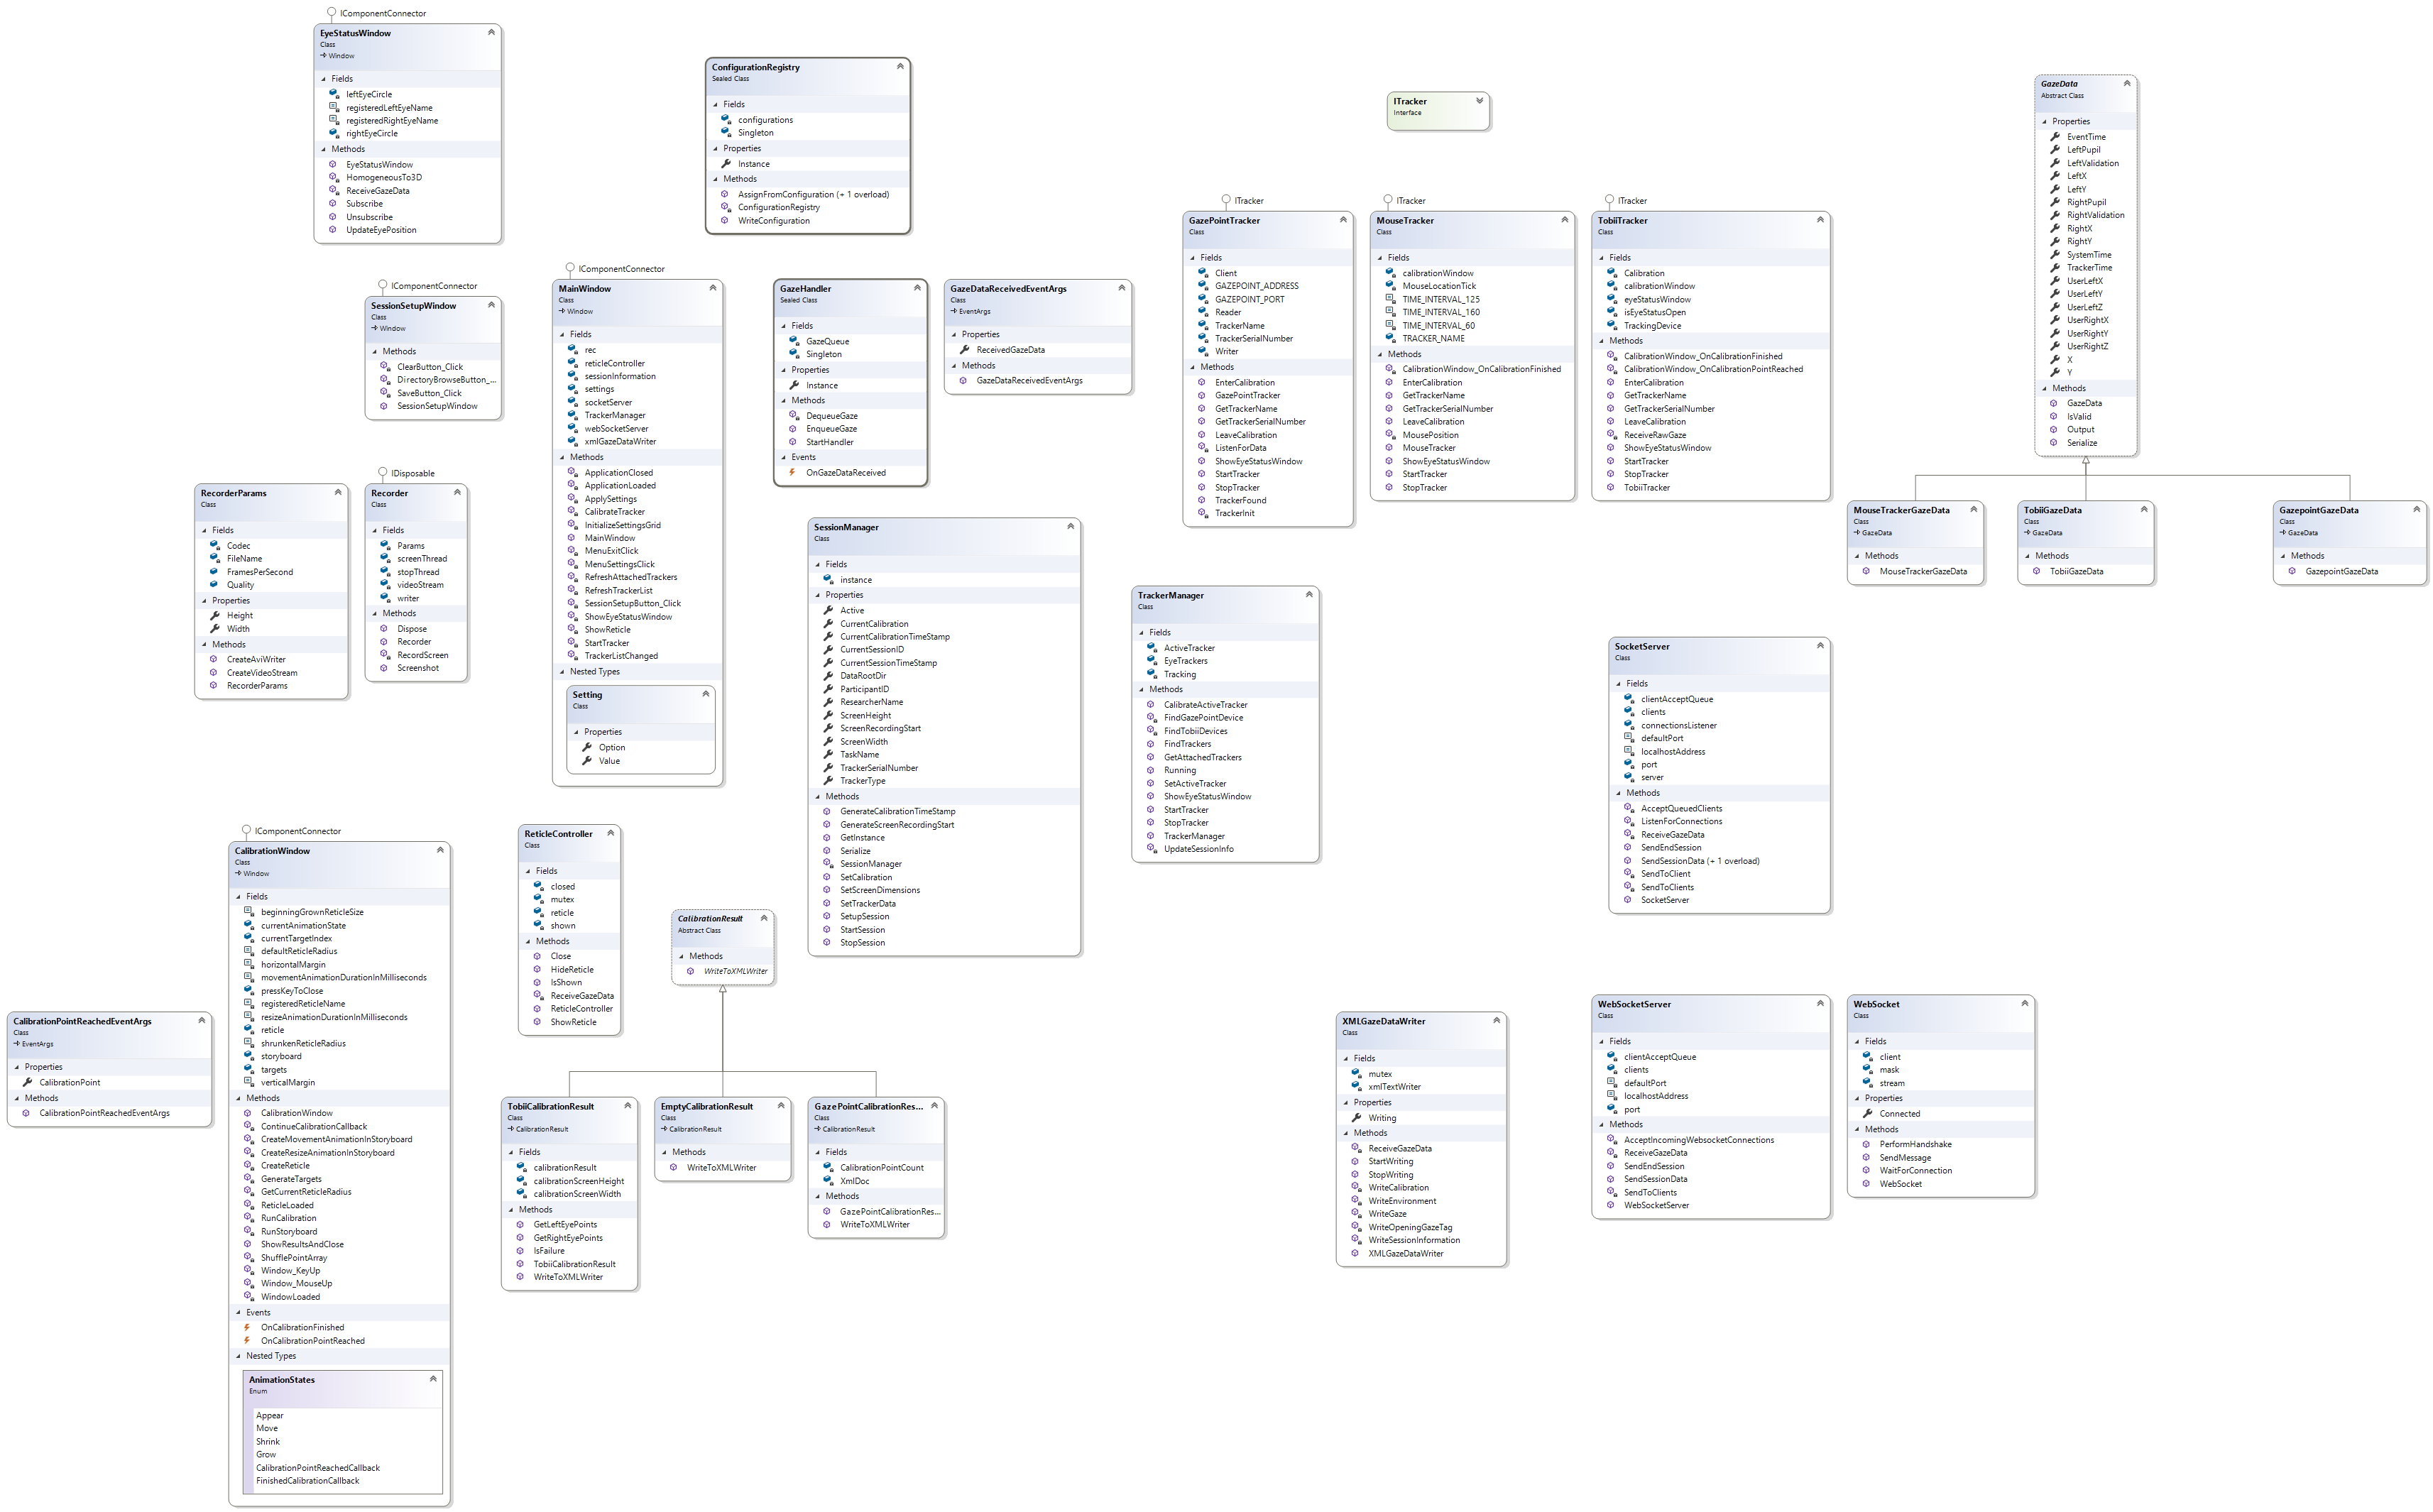 IComponentConnector
EyeStatusWindow
Class
Window
Fields
leftEyeCircle
registeredLeftEyeName
registeredRightEyeName
rightEyeCircle
Methods
EyeStatusWindow
HomogeneousTo3D
ReceiveGazeData
Subscribe
Unsubscribe
UpdateEyePosition
ConfigurationRegistry
Sealed Class
Fields
configurations
Singleton
Properties
Instance
Methods
AssignFromConfiguration (+ 1 overload)
ConfigurationRegistry
WriteConfiguration
ITracker
Interface
GazeData
Abstract Class
Properties
EventTime
LeftPupil
LeftValidation
LeftX
LeftY
RightPupil
RightValidation
RightX
RightY
SystemTime
TrackerTime
UserLeftX
UserLeftY
UserLeftZ
UserRightX
UserRightY
UserRightZ
X
Y
Methods
GazeData
IsValid
Output
Serialize
IComponentConnector
SessionSetupWindow
Class
Window
Methods
ClearButton_Click
DirectoryBrowseButton_...
SaveButton_Click
SessionSetupWindow
IComponentConnector
MainWindow
Class
Window
Fields
rec
reticleController
sessionInformation
settings
socketServer
TrackerManager
webSocketServer
xmlGazeDataWriter
Methods
ApplicationClosed
ApplicationLoaded
ApplySettings
CalibrateTracker
InitializeSettingsGrid
MainWindow
MenuExitClick
MenuSettingsClick
RefreshAttachedTrackers
RefreshTrackerList
SessionSetupButton_Click
ShowEyeStatusWindow
ShowReticle
StartTracker
TrackerListChanged
Nested Types
Setting
Class
Properties
Option
Value
GazeHandler
Sealed Class
Fields
GazeQueue
Singleton
Properties
Instance
Methods
DequeueGaze
EnqueueGaze
StartHandler
Events
OnGazeDataReceived
GazeDataReceivedEventArgs
Class
EventArgs
Properties
ReceivedGazeData
Methods
GazeDataReceivedEventArgs
ITracker
GazePointTracker
Class
Fields
Client
GAZEPOINT_ADDRESS
GAZEPOINT_PORT
Reader
TrackerName
TrackerSerialNumber
Writer
Methods
EnterCalibration
GazePointTracker
GetTrackerName
GetTrackerSerialNumber
LeaveCalibration
ListenForData
ShowEyeStatusWindow
StartTracker
StopTracker
TrackerFound
TrackerInit
ITracker
MouseTracker
Class
Fields
calibrationWindow
MouseLocationTick
TIME_INTERVAL_125
TIME_INTERVAL_160
TIME_INTERVAL_60
TRACKER_NAME
Methods
CalibrationWindow_OnCalibrationFinished
EnterCalibration
GetTrackerName
GetTrackerSerialNumber
LeaveCalibration
MousePosition
MouseTracker
ShowEyeStatusWindow
StartTracker
StopTracker
ITracker
TobiiTracker
Class
Fields
Calibration
calibrationWindow
eyeStatusWindow
isEyeStatusOpen
TrackingDevice
Methods
CalibrationWindow_OnCalibrationFinished
CalibrationWindow_OnCalibrationPointReached
EnterCalibration
GetTrackerName
GetTrackerSerialNumber
LeaveCalibration
ReceiveRawGaze
ShowEyeStatusWindow
StartTracker
StopTracker
TobiiTracker
RecorderParams
Class
Fields
Codec
FileName
FramesPerSecond
Quality
Properties
Height
Width
Methods
CreateAviWriter
CreateVideoStream
RecorderParams
IDisposable
Recorder
Class
Fields
Params
screenThread
stopThread
videoStream
writer
Methods
Dispose
Recorder
RecordScreen
Screenshot
MouseTrackerGazeData
Class
GazeData
Methods
MouseTrackerGazeData
TobiiGazeData
Class
GazeData
Methods
TobiiGazeData
GazepointGazeData
Class
GazeData
Methods
GazepointGazeData
SessionManager
Class
Fields
instance
Properties
Active
CurrentCalibration
CurrentCalibrationTimeStamp
CurrentSessionID
CurrentSessionTimeStamp
DataRootDir
ParticipantID
ResearcherName
ScreenHeight
ScreenRecordingStart
ScreenWidth
TaskName
TrackerSerialNumber
TrackerType
Methods
GenerateCalibrationTimeStamp
GenerateScreenRecordingStart
GetInstance
Serialize
SessionManager
SetCalibration
SetScreenDimensions
SetTrackerData
SetupSession
StartSession
StopSession
TrackerManager
Class
Fields
ActiveTracker
EyeTrackers
Tracking
Methods
CalibrateActiveTracker
FindGazePointDevice
FindTobiiDevices
FindTrackers
GetAttachedTrackers
Running
SetActiveTracker
ShowEyeStatusWindow
StartTracker
StopTracker
TrackerManager
UpdateSessionInfo
SocketServer
Class
Fields
clientAcceptQueue
clients
connectionsListener
defaultPort
localhostAddress
port
server
Methods
AcceptQueuedClients
ListenForConnections
ReceiveGazeData
SendEndSession
SendSessionData (+ 1 overload)
SendToClient
SendToClients
SocketServer
IComponentConnector
CalibrationWindow
Class
Window
Fields
beginningGrownReticleSize
currentAnimationState
currentTargetIndex
defaultReticleRadius
horizontalMargin
movementAnimationDurationInMilliseconds
pressKeyToClose
registeredReticleName
resizeAnimationDurationInMilliseconds
reticle
shrunkenReticleRadius
storyboard
targets
verticalMargin
Methods
CalibrationWindow
ContinueCalibrationCallback
CreateMovementAnimationInStoryboard
CreateResizeAnimationInStoryboard
CreateReticle
GenerateTargets
GetCurrentReticleRadius
ReticleLoaded
RunCalibration
RunStoryboard
ShowResultsAndClose
ShufflePointArray
Window_KeyUp
Window_MouseUp
WindowLoaded
Events
OnCalibrationFinished
OnCalibrationPointReached
Nested Types
AnimationStates
Enum
Appear
Move
Shrink
Grow
CalibrationPointReachedCallback
FinishedCalibrationCallback
ReticleController
Class
Fields
closed
mutex
reticle
shown
Methods
Close
HideReticle
IsShown
ReceiveGazeData
ReticleController
ShowReticle
CalibrationResult
Abstract Class
Methods
WriteToXMLWriter
CalibrationPointReachedEventArgs
Class
EventArgs
Properties
CalibrationPoint
Methods
CalibrationPointReachedEventArgs
TobiiCalibrationResult
Class
CalibrationResult
Fields
calibrationResult
calibrationScreenHeight
calibrationScreenWidth
Methods
GetLeftEyePoints
GetRightEyePoints
IsFailure
TobiiCalibrationResult
WriteToXMLWriter
EmptyCalibrationResult
Class
CalibrationResult
Methods
WriteToXMLWriter
GazePointCalibrationRes...
Class
CalibrationResult
Fields
CalibrationPointCount
XmlDoc
Methods
GazePointCalibrationRes...
WriteToXMLWriter
XMLGazeDataWriter
Class
Fields
mutex
xmlTextWriter
Properties
Writing
Methods
ReceiveGazeData
StartWriting
StopWriting
WriteCalibration
WriteEnvironment
WriteGaze
WriteOpeningGazeTag
WriteSessionInformation
XMLGazeDataWriter
WebSocketServer
Class
Fields
clientAcceptQueue
clients
defaultPort
localhostAddress
port
Methods
AcceptIncomingWebsocketConnections
ReceiveGazeData
SendEndSession
SendSessionData
SendToClients
WebSocketServer
WebSocket
Class
Fields
client
mask
stream
Properties
Connected
Methods
PerformHandshake
SendMessage
WaitForConnection
WebSocket